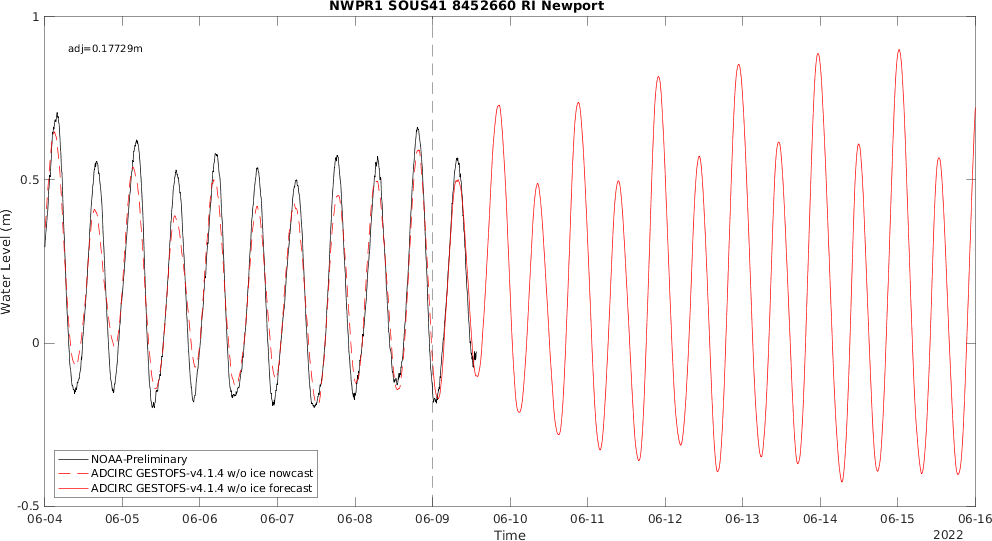 NWPR1 SOUS41 8452660 RI Newport
adj=0.17729m
1
0.5
0
-0.5
Water Level (m)
NOAA-Preliminary
ADCIRC GESTOFS-v4.1.4 w/o ice nowcast
ADCIRC GESTOFS-v4.1.4 w/o ice forecast
06-04 06-05 06-06 06-07 06-08 06-09 06-10 06-11 06-12 06-13 06-14 06-15 06-16
Time
2022